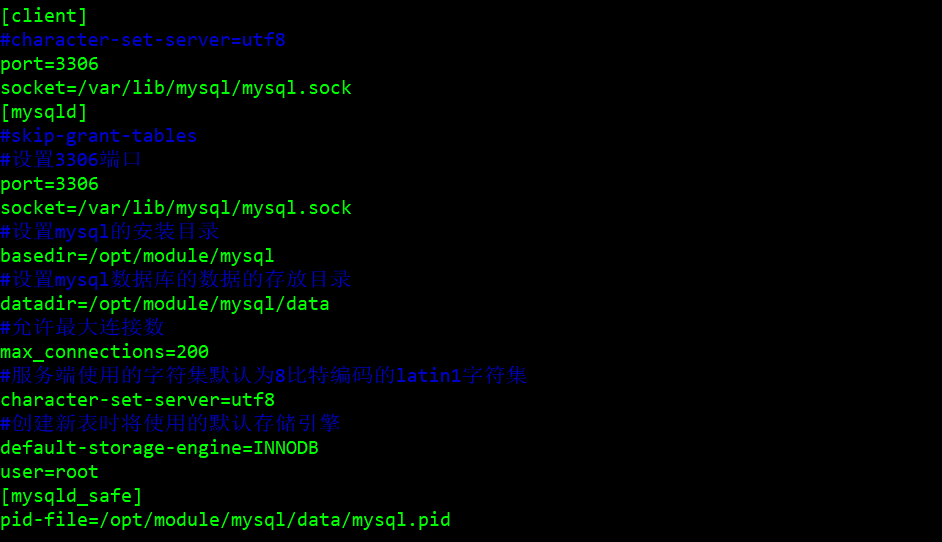 [client]
#character-set-server=utf8
port=3306
socket=/var/lib/mysql/mysql.sock
[mysqld]
#skip-grant-tables
#设置3306端口
port=3306
socket=/var/lib/mysql/mysql.sock
#设置mysql的安装目录
basedir=/opt/module/mysql
#设置mysql数据库的数据的存放目录
datadir=/opt/module/mysql/data
#允许最大连接数
max_connections=200
#服务端使用的字符集默认为8比特编码的latin1字符集
character-set-server=utf8
#创建新表时将使用的默认存储引擎
default-storage-engine=INNODB
user=root
[mysqld_safe]
pid-file=/opt/module/mysql/data/mysql.pid